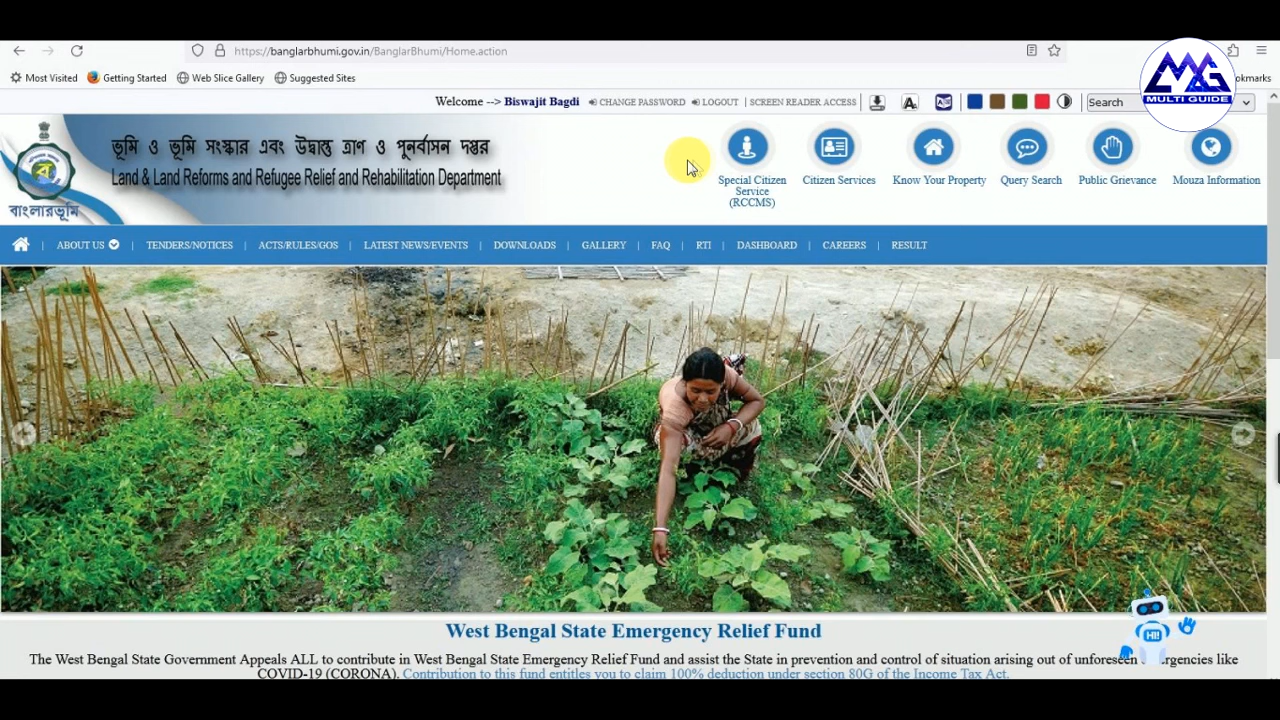 https://banglarbhumi.gov.in/BanglarBhumi/Home.action
Most Visited Getting Started Web Slice Gallery Suggested Sites
MAG
MULTI GUIDE
Welcome --> Biswajit Bagdi CHANGE PASSWORD LOGOUT | SCREEN READER ACCESS Search
ভূমি ও ভূমি সংস্কার এবং উদ্বাস্তু ত্রাণ ও পুনর্বাসন দপ্তর
Land & Land Reforms and Refugee Relief and Rehabilitation Department
বাংলারভূমি
Special Citizen
Service
(RCCMS)
Citizen Services
Know Your Property
Query Search
Public Grievance
Mouza Information
ABOUT US | TENDERS/NOTICES | ACTS/RULES/GOS | LATEST NEWS/EVENTS | DOWNLOADS | GALLERY | FAQ | RTI | DASHBOARD | CAREERS | RESULT
HI!
West Bengal State Emergency Relief Fund
The West Bengal State Government Appeals ALL to contribute in West Bengal State Emergency Relief Fund and assist the State in prevention and control of situation arising out of unforeseen like
COVID-19 (CORONA). Contribution to this fund entitles you to claim 100% deduction under section 80G of the Income Tax Act.